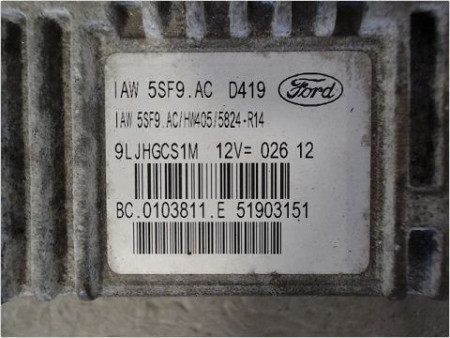 IAW 5SF9.AC D419 Ford
IAW 5SF9.AC/HW405/5824-R14
9LJHGCS1M 12V= 026 12
BC.0103811.E 51903151